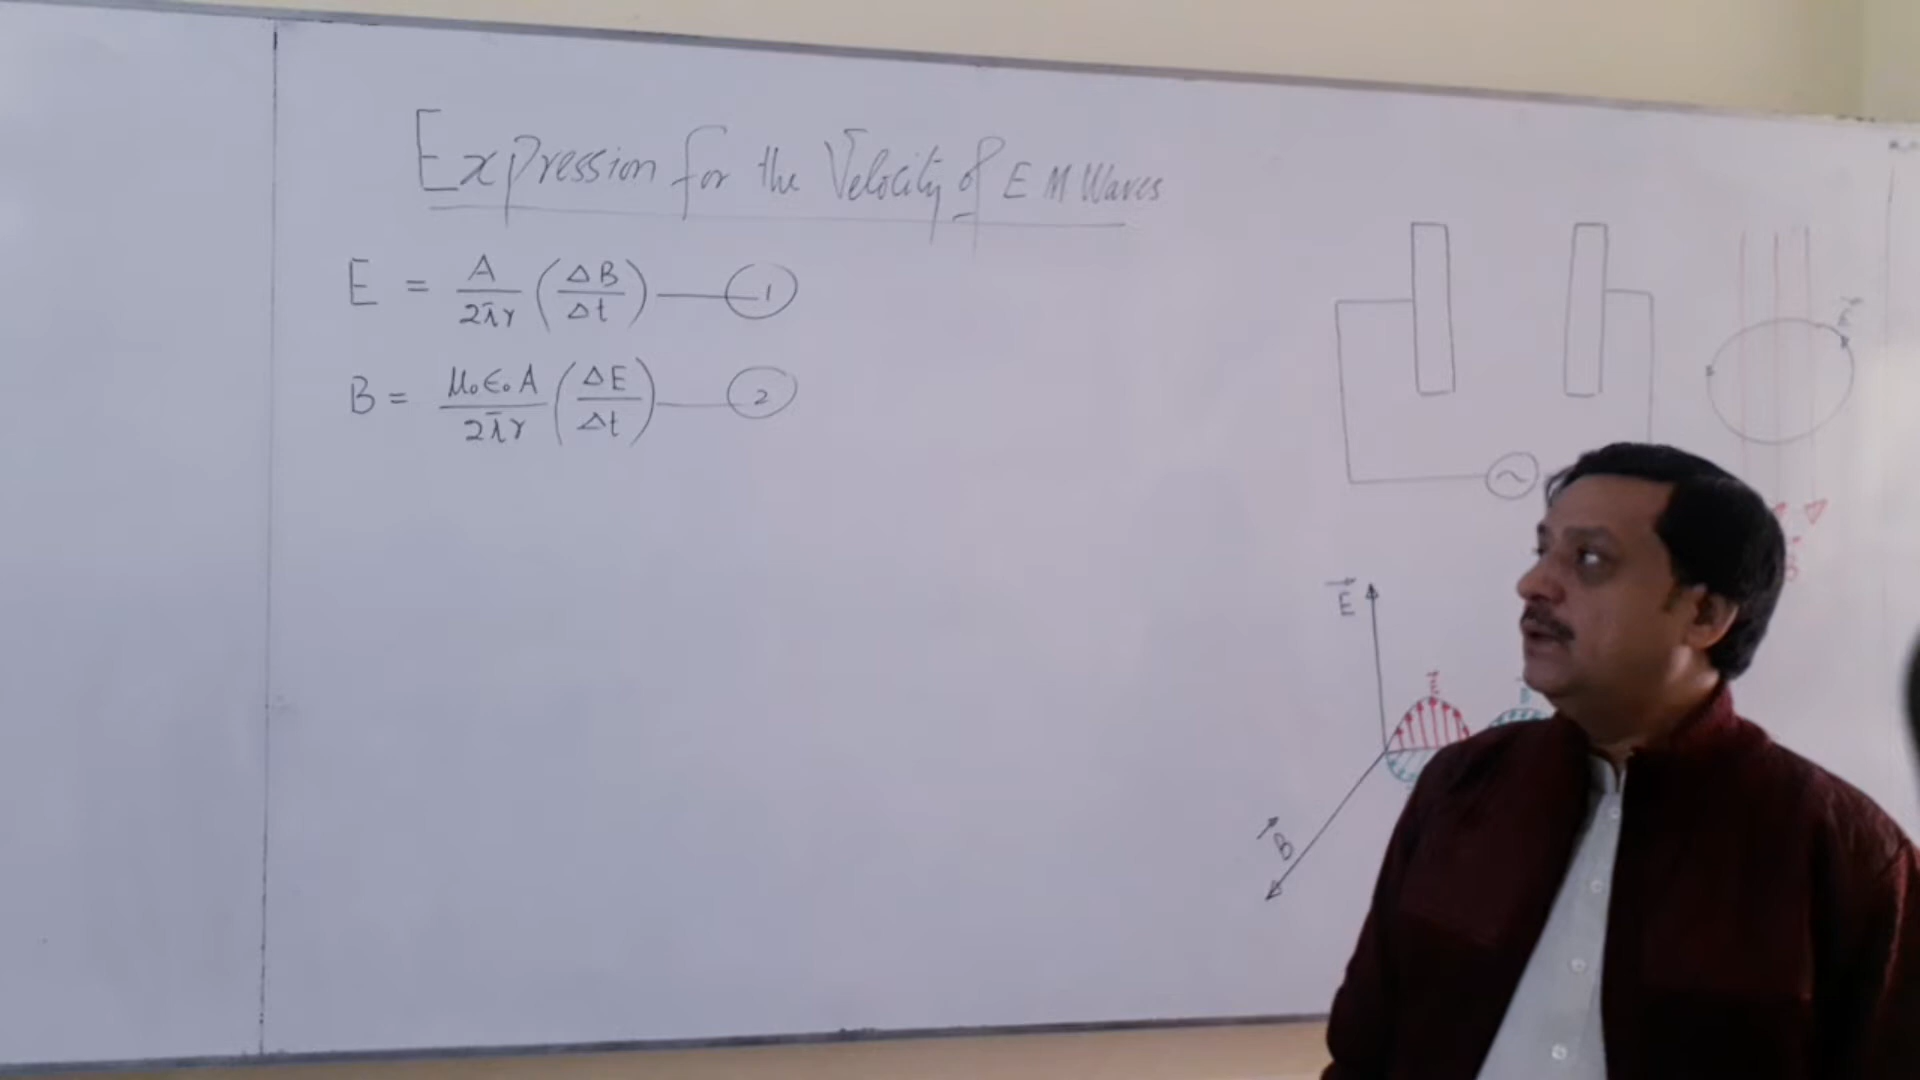 Expression for the Velocity of E M Waves
E = A/2πr (ΔB/Δt) — 1
B = μ₀ϵ₀A/2πr (ΔE/Δt) — 2
E⃗
E⃗
B⃗